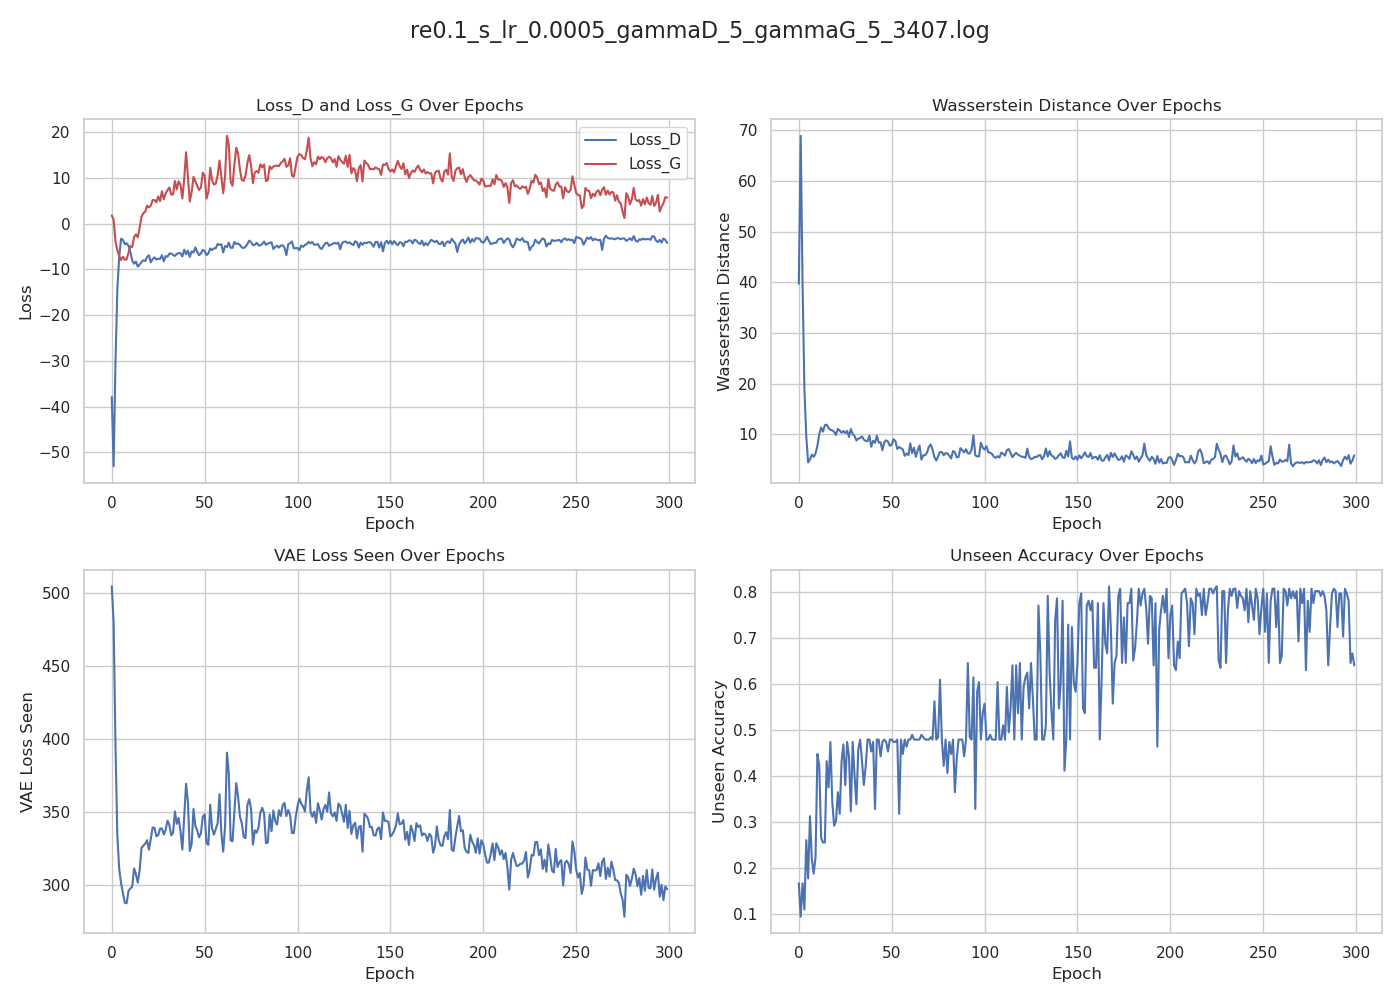 re0.1_s_lr_0.0005_gammaD_5_gammaG_5_3407.log
Loss_D and Loss_G Over Epochs
20
10
0
−10
−20
−30
−40
−50
Loss
Loss_D
Loss_G
0 50 100 150 200 250 300
Epoch
Wasserstein Distance Over Epochs
70
60
50
40
30
20
10
Wasserstein Distance
0 50 100 150 200 250 300
Epoch
VAE Loss Seen Over Epochs
500
450
400
350
300
VAE Loss Seen
0 50 100 150 200 250 300
Epoch
Unseen Accuracy Over Epochs
0.8
0.7
0.6
0.5
0.4
0.3
0.2
0.1
Unseen Accuracy
0 50 100 150 200 250 300
Epoch